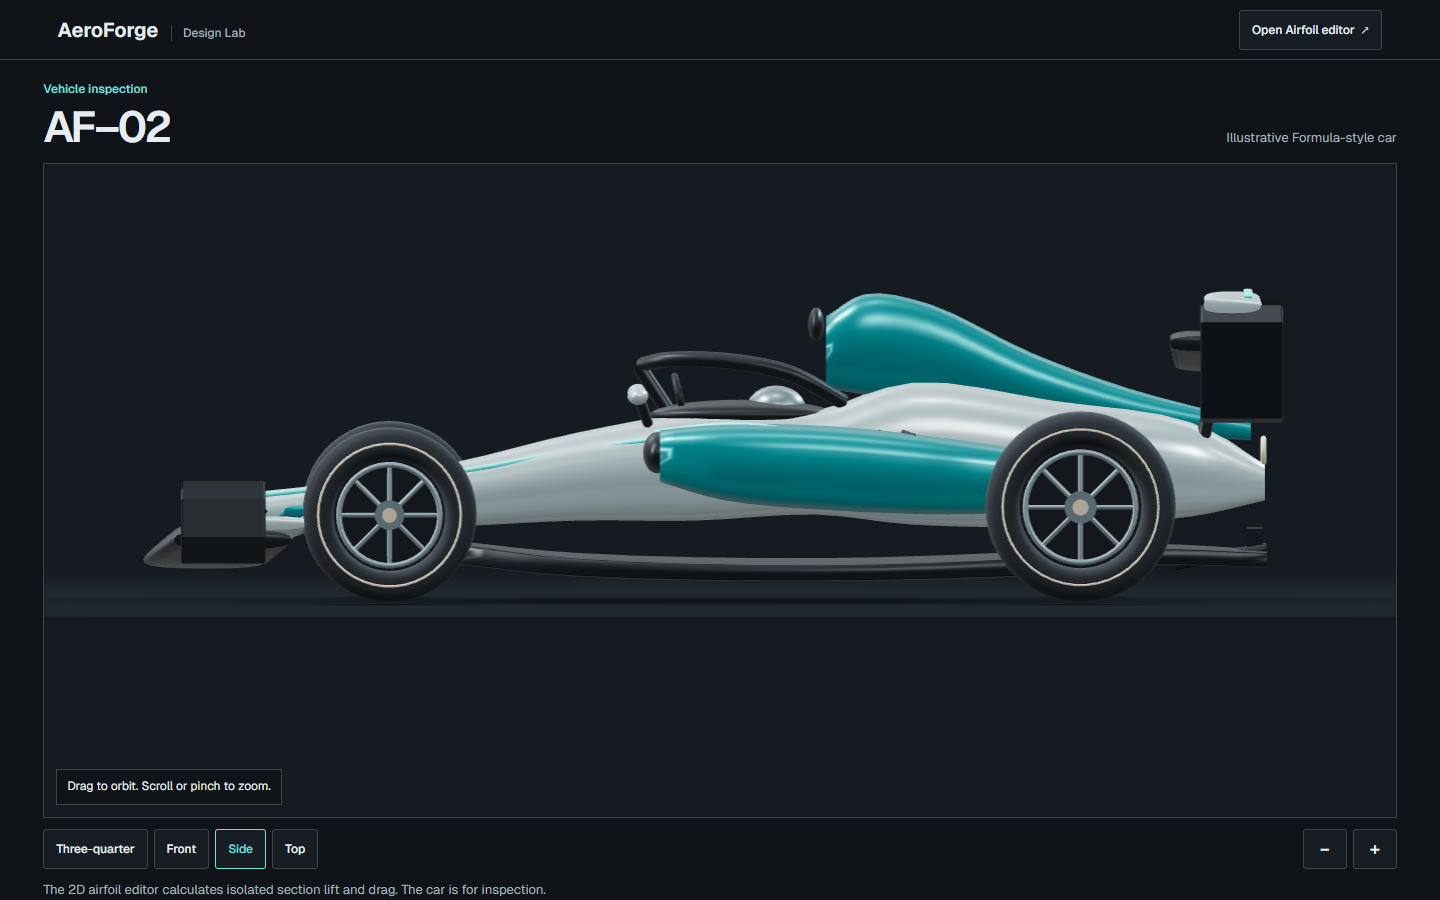 AeroForge
Design Lab
Open Airfoil editor ↗
Vehicle inspection
AF–02
Illustrative Formula-style car
Drag to orbit. Scroll or pinch to zoom.
Three-quarter
Front
Side
Top
−
+
The 2D airfoil editor calculates isolated section lift and drag. The car is for inspection.